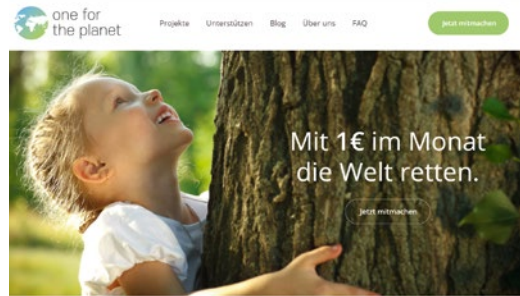 one for
the planet
Projekte Unterstützen Blog Über uns FAQ
Jetzt mitmachen
Mit 1€ im Monat
die Welt retten.
Jetzt mitmachen